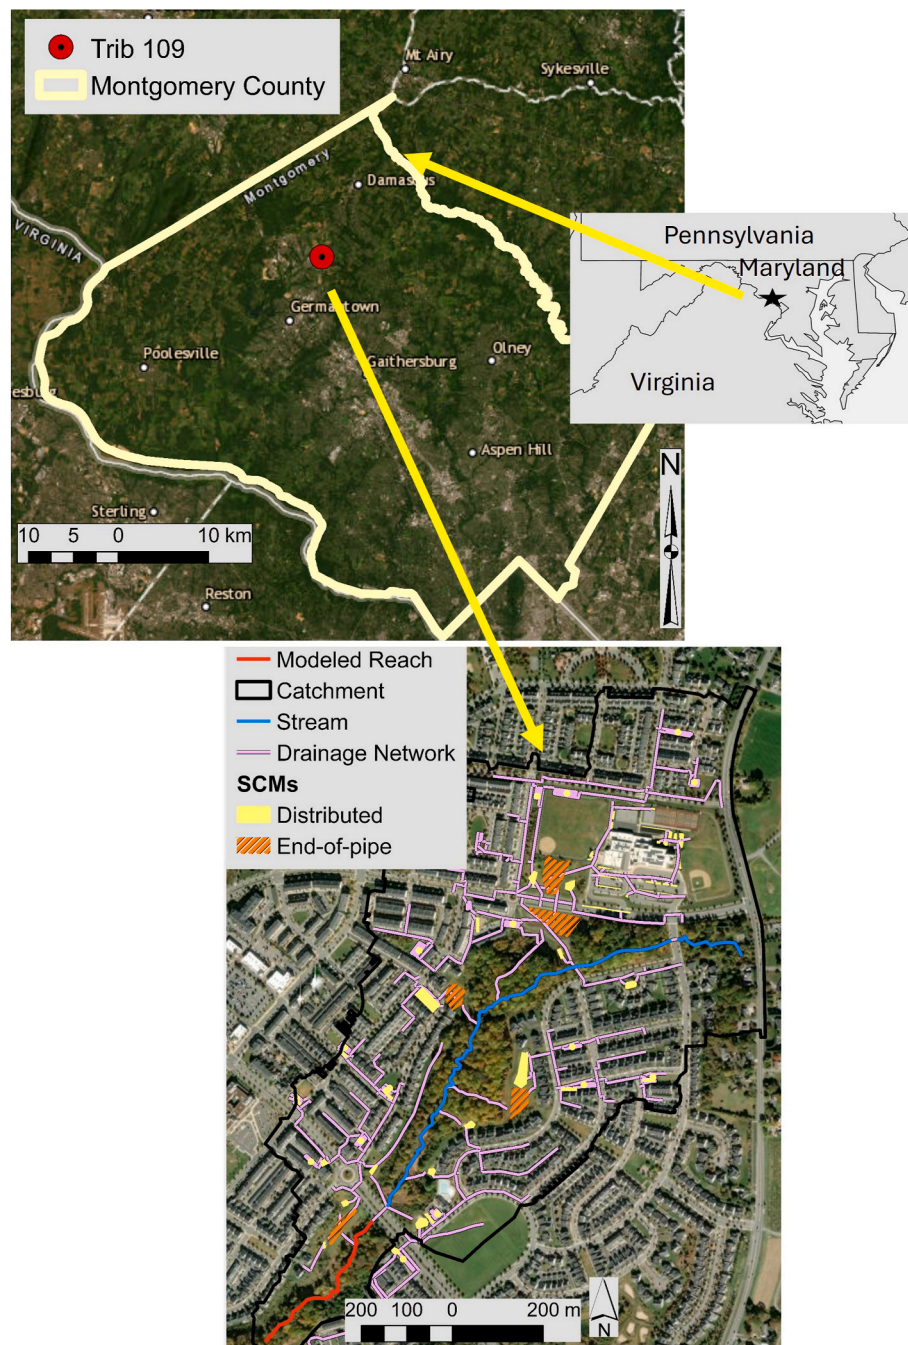 Trib 109
Montgomery County
Mt Airy
Sykesville
Montgomery
Damascus
VIRGINIA
Pennsylvania
Maryland
Virginia
Germantown
Poolesville
Gaithersburg
Olney
esburg
Aspen Hill
N
Sterling
10 5 0 10 km
Reston
Modeled Reach
Catchment
Stream
Drainage Network
SCMs
Distributed
End-of-pipe
200 100 0 200 m
N